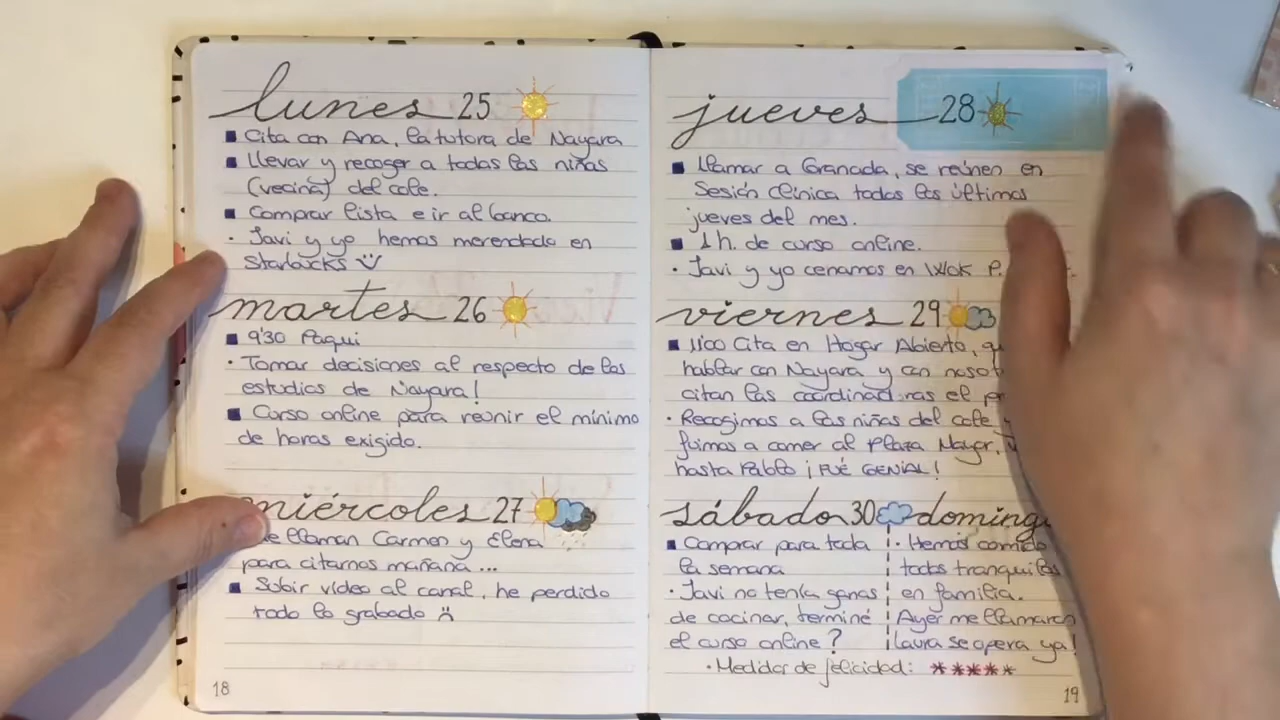 lunes 25
Cita con Ana, la tutora de Nayara
Llevar y recoger a todas las niñas
(vecina) del cole.
Comprar lista e ir al banco.
Javi y yo hemos merendado en
Starbucks
martes 26
9'30 Paqui
Tomar decisiones al respecto de los
estudios de Nayara!
Curso online para reunir el mínimo
de horas exigido.
miércoles 27
llaman Carmen y Elena
para citarnos mañana...
Subir vídeo al canal, he perdido
todo lo grabado
18
jueves 28
Llamar a Granada, se reúnen en
Sesión Clínica todos los últimos
jueves del mes.
1 h. de curso online.
Javi y yo cenamos en Wok P.
viernes 29
11'00 Cita en Hogar Abierto,
hablar con Nayara y con
citan las coordinadoras el
Recogimos a las niñas del cole
fuimos a comer al Plaza Mayor,
hasta Pablo ¡FUÉ GENIAL!
sábado 30
Comprar para toda
la semana
Javi no tenía ganas
de cocinar, terminé
el curso online?
domingo
Hemos comido
todos tranquilos
en familia.
Ayer me llamaron
Laura se opera ya!
Medidor de felicidad: *****
19